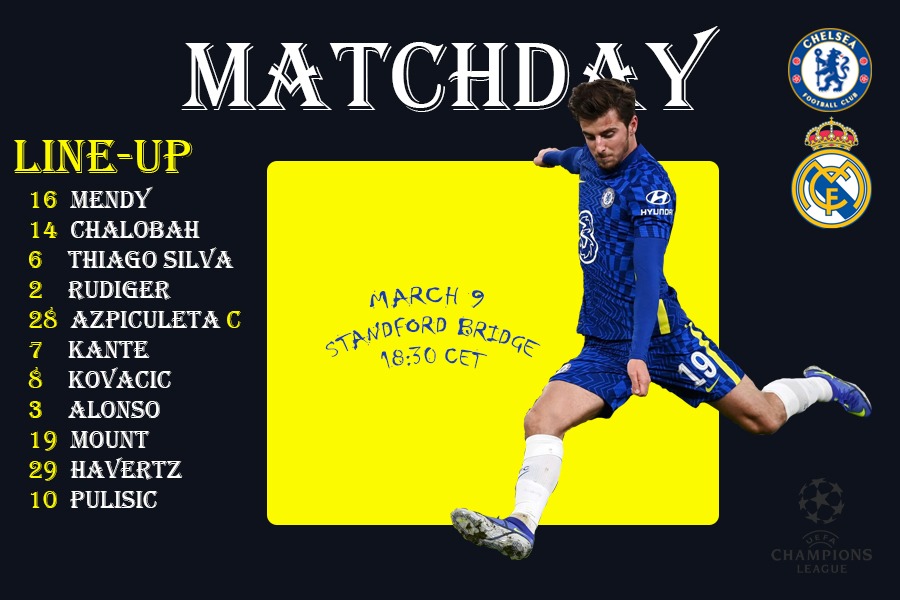 MATCHDAY
CHELSEA
FOOTBALL CLUB
LINE-UP
16 MENDY
14 CHALOBAH
6 THIAGO SILVA
2 RUDIGER
28 AZPICULETA C
7 KANTE
8 KOVACIC
3 ALONSO
19 MOUNT
29 HAVERTZ
10 PULISIC
MARCH 9
STANDFORD BRIDGE
18:30 CET
HYUNDAI
3
19
UEFA
CHAMPIONS
LEAGUE